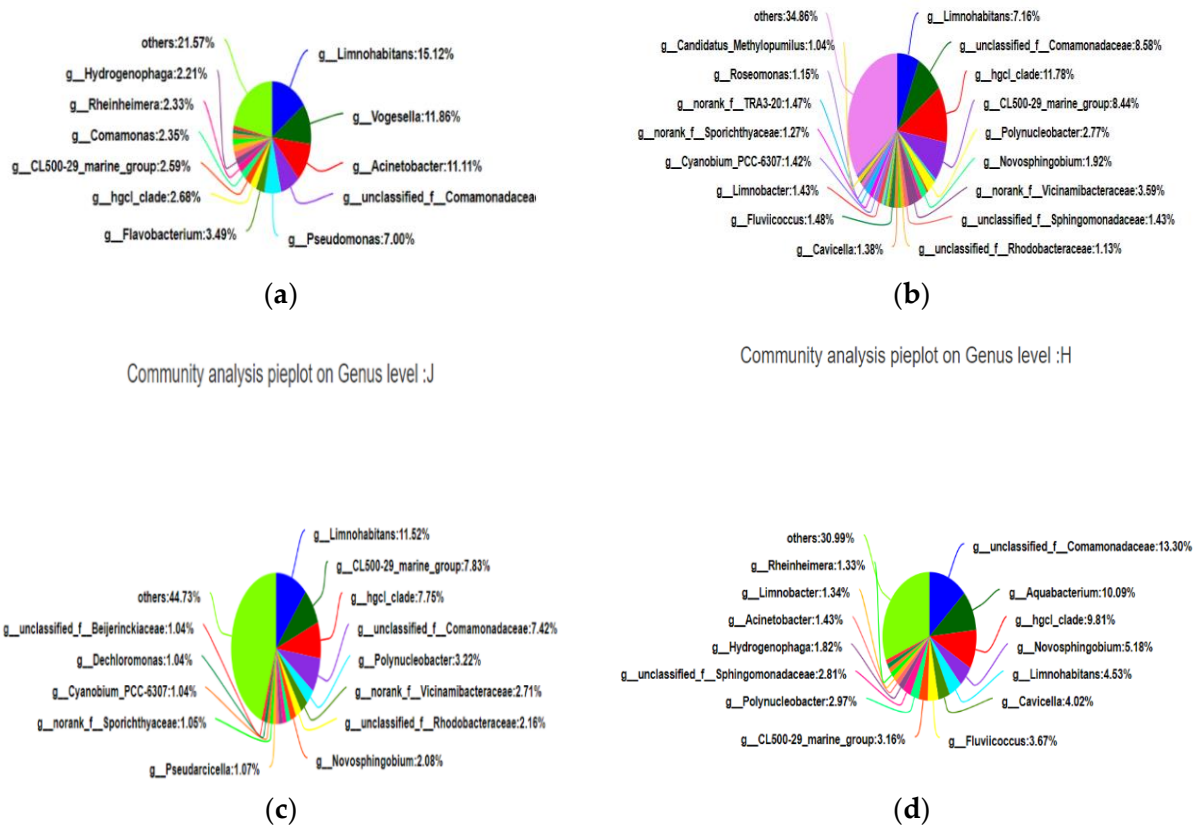 others:21.57%
g__Limnohabitans:15.12%
g__Hydrogenophaga:2.21%
g__Rheinheimera:2.33%
g__Vogesella:11.86%
g__Comamonas:2.35%
g__CL500-29_marine_group:2.59%
g__Acinetobacter:11.11%
g__hgcl_clade:2.68%
g__unclassified_f__Comamonadacea
g__Flavobacterium:3.49%
g__Pseudomonas:7.00%
(a)
others:34.86%
g__Limnohabitans:7.16%
g__Candidatus_Methylopumilus:1.04%
g__unclassified_f__Comamonadaceae:8.58%
g__Roseomonas:1.15%
g__hgcl_clade:11.78%
g__norank_f__TRA3-20:1.47%
g__CL500-29_marine_group:8.44%
g__norank_f__Sporichthyaceae:1.27%
g__Polynucleobacter:2.77%
g__Cyanobium_PCC-6307:1.42%
g__Novosphingobium:1.92%
g__Limnobacter:1.43%
g__norank_f__Vicinamibacteraceae:3.59%
g__Fluviicoccus:1.48%
g__unclassified_f__Sphingomonadaceae:1.43%
g__Cavicella:1.38%
g__unclassified_f__Rhodobacteraceae:1.13%
(b)
Community analysis pieplot on Genus level :J
Community analysis pieplot on Genus level :H
g__Limnohabitans:11.52%
g__CL500-29_marine_group:7.83%
others:44.73%
g__hgcl_clade:7.75%
g__unclassified_f__Beijerinckiaceae:1.04%
g__unclassified_f__Comamonadaceae:7.42%
g__Dechloromonas:1.04%
g__Polynucleobacter:3.22%
g__Cyanobium_PCC-6307:1.04%
g__norank_f__Vicinamibacteraceae:2.71%
g__norank_f__Sporichthyaceae:1.05%
g__unclassified_f__Rhodobacteraceae:2.16%
g__Pseudarcicella:1.07%
g__Novosphingobium:2.08%
(c)
others:30.99%
g__unclassified_f__Comamonadaceae:13.30%
g__Rheinheimera:1.33%
g__Limnobacter:1.34%
g__Aquabacterium:10.09%
g__Acinetobacter:1.43%
g__hgcl_clade:9.81%
g__Hydrogenophaga:1.82%
g__Novosphingobium:5.18%
g__unclassified_f__Sphingomonadaceae:2.81%
g__Limnohabitans:4.53%
g__Polynucleobacter:2.97%
g__Cavicella:4.02%
g__CL500-29_marine_group:3.16%
g__Fluviicoccus:3.67%
(d)